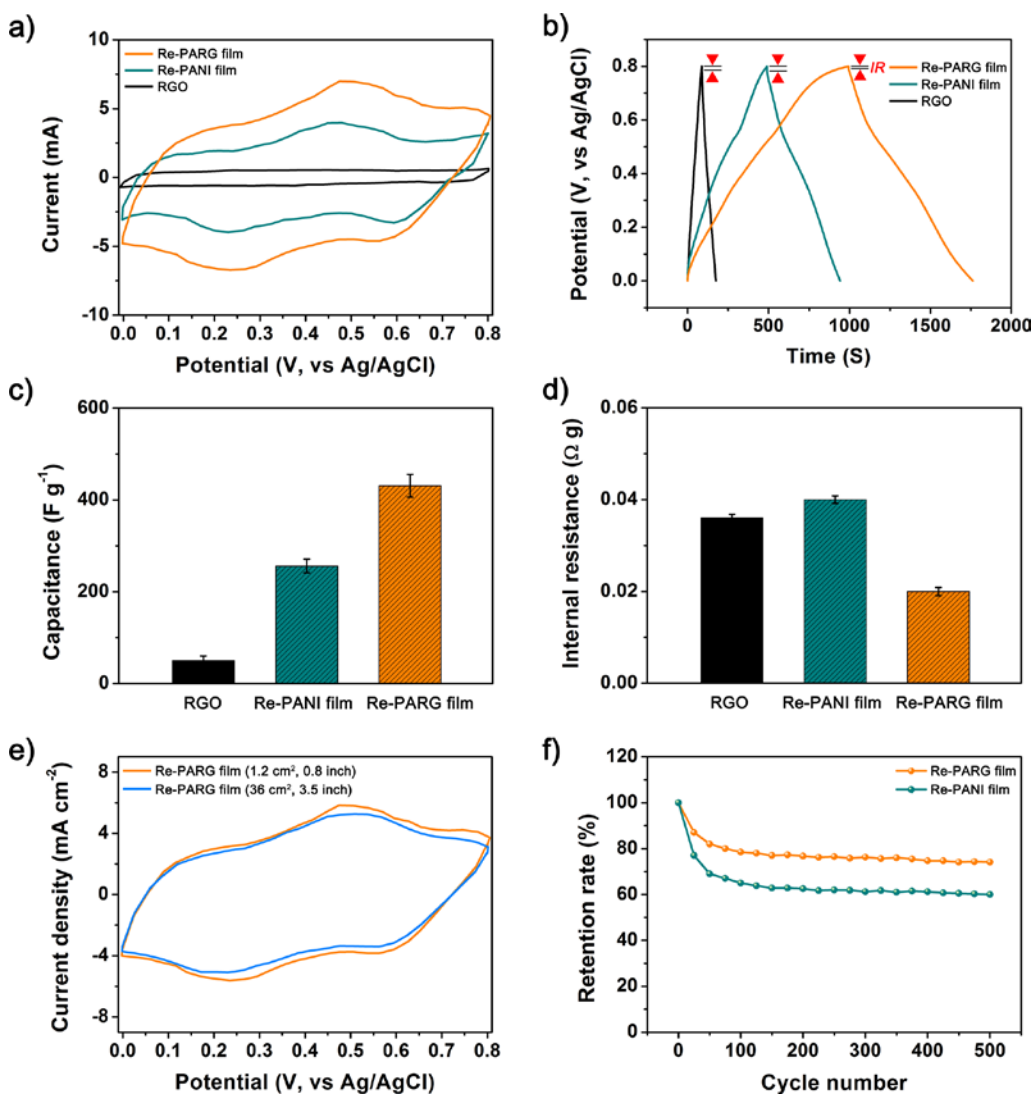 a)
Re-PARG film
Re-PANI film
RGO
10
5
0
-5
-10
Current (mA)
0.0 0.1 0.2 0.3 0.4 0.5 0.6 0.7 0.8
Potential (V, vs Ag/AgCl)
b)
IR
Re-PARG film
Re-PANI film
RGO
0.8
0.6
0.4
0.2
0.0
Potential (V, vs Ag/AgCl)
0 500 1000 1500 2000
Time (S)
c)
600
400
200
0
Capacitance (F g⁻¹)
RGO Re-PANI film Re-PARG film
d)
0.06
0.04
0.02
0.00
Internal resistance (Ω g)
RGO Re-PANI film Re-PARG film
e)
Re-PARG film (1.2 cm², 0.8 inch)
Re-PARG film (36 cm², 3.5 inch)
8
4
0
-4
-8
Current density (mA cm⁻²)
0.0 0.1 0.2 0.3 0.4 0.5 0.6 0.7 0.8
Potential (V, vs Ag/AgCl)
f)
Re-PARG film
Re-PANI film
120
100
80
60
40
20
0
Retention rate (%)
0 100 200 300 400 500
Cycle number